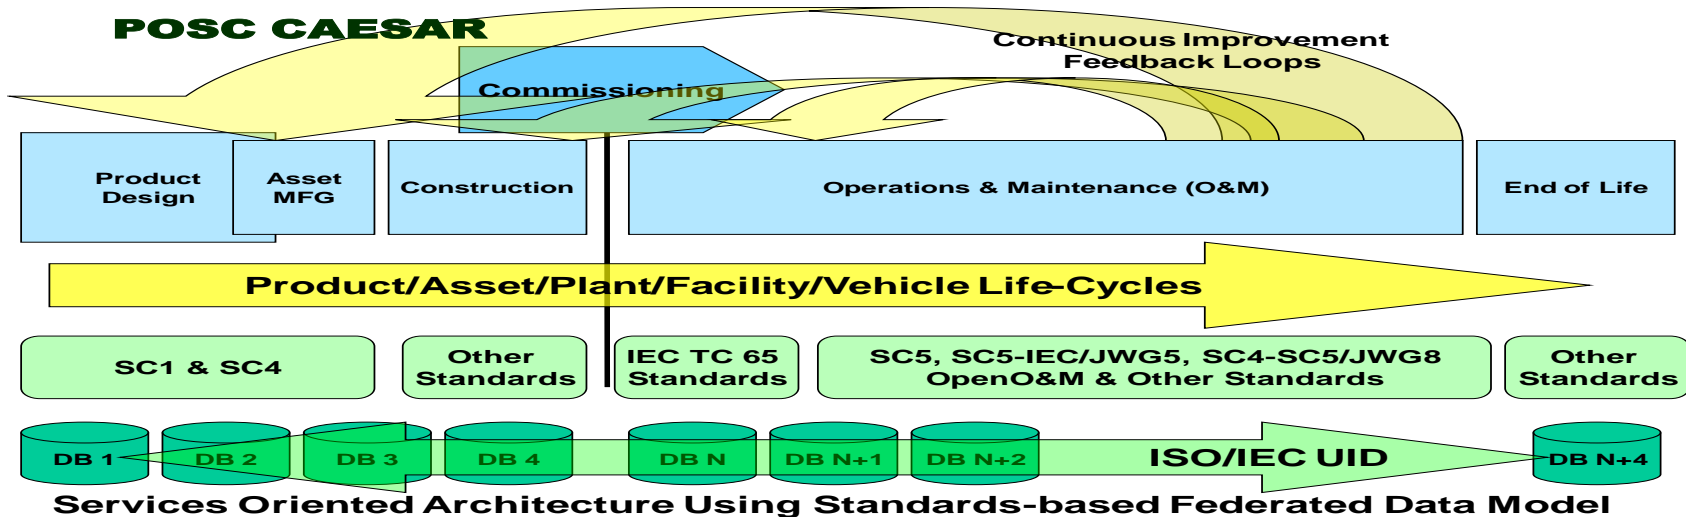 POSC CAESAR
Continuous Improvement
Feedback Loops
Commissioning
Product
Design
Asset
MFG
Construction
Operations & Maintenance (O&M)
End of Life
Product/Asset/Plant/Facility/Vehicle Life-Cycles
SC1 & SC4
Other
Standards
IEC TC 65
Standards
SC5, SC5-IEC/JWG5, SC4-SC5/JWG8
OpenO&M & Other Standards
Other
Standards
DB 1
DB 2
DB 3
DB 4
DB N
DB N+1
DB N+2
ISO/IEC UID
DB N+4
Services Oriented Architecture Using Standards-based Federated Data Model